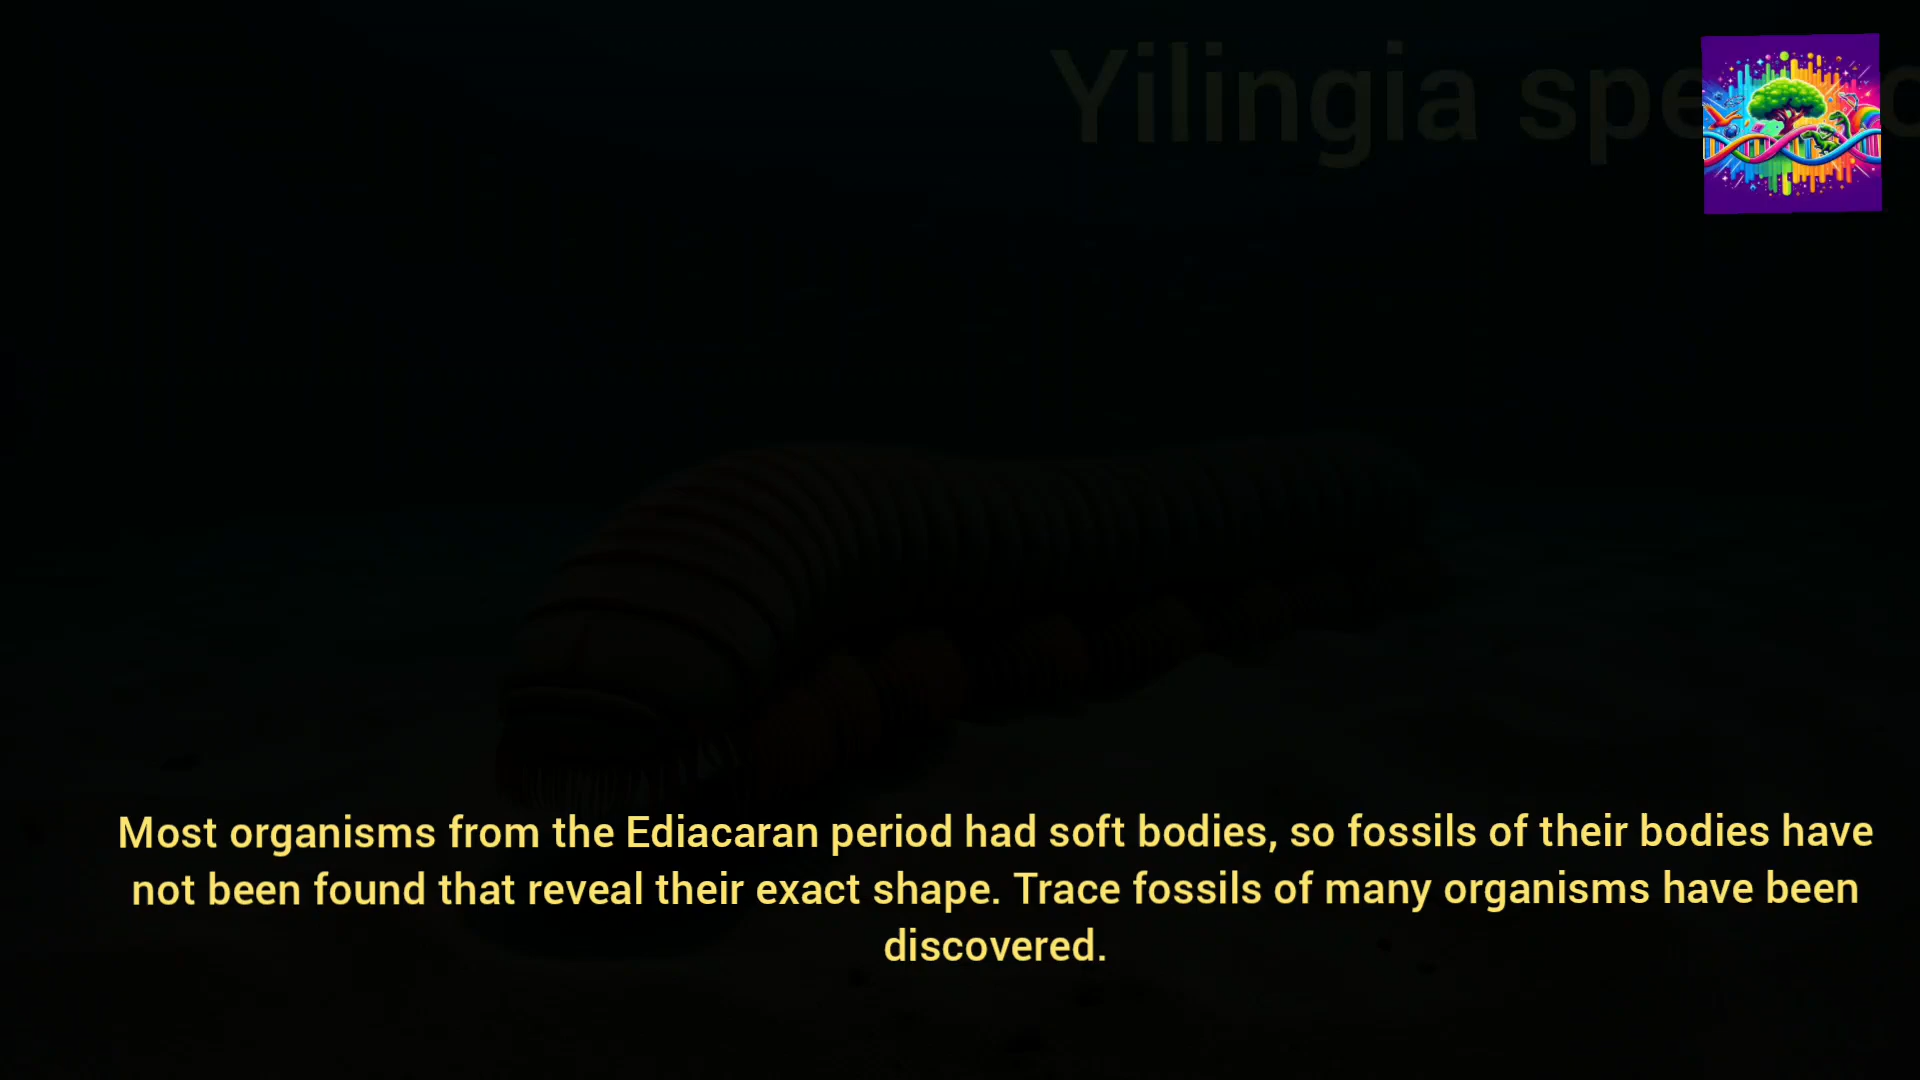 Yilingia
Most organisms from the Ediacaran period had soft bodies, so fossils of their bodies have
not been found that reveal their exact shape. Trace fossils of many organisms have been
discovered.